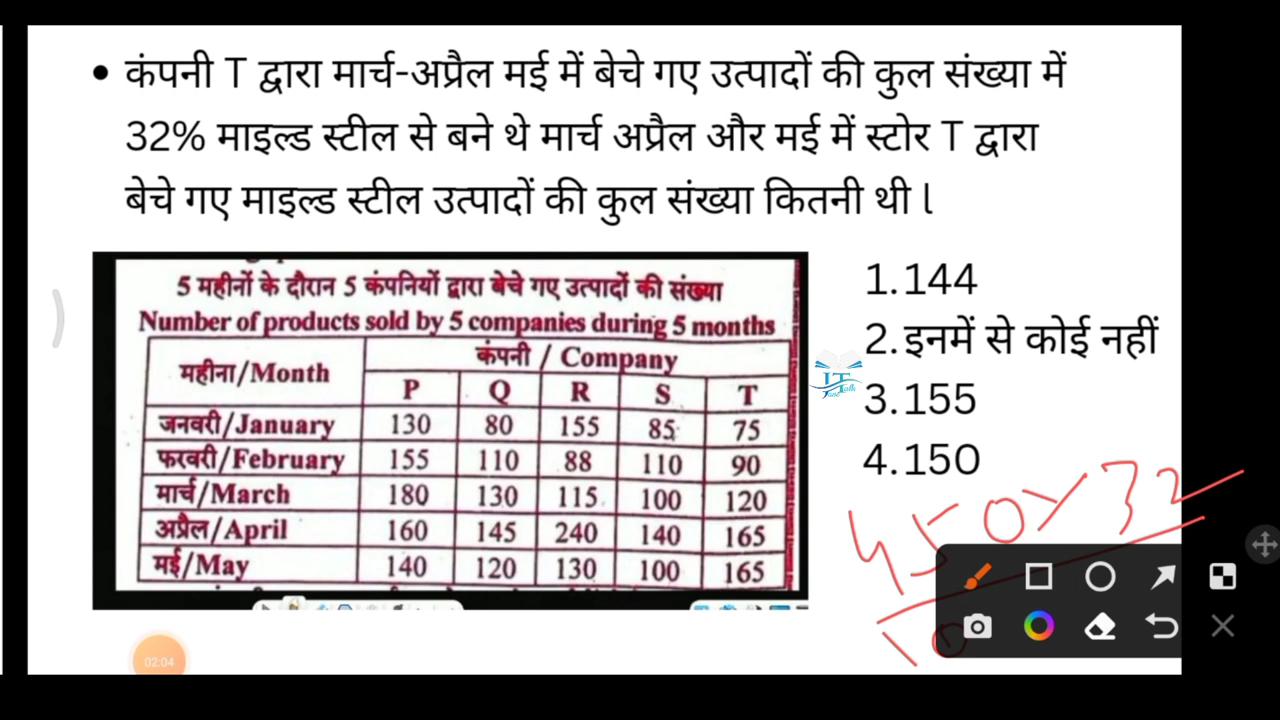 • कंपनी T द्वारा मार्च-अप्रैल मई में बेचे गए उत्पादों की कुल संख्या में
32% माइल्ड स्टील से बने थे मार्च अप्रैल और मई में स्टोर T द्वारा
बेचे गए माइल्ड स्टील उत्पादों की कुल संख्या कितनी थी l
5 महीनों के दौरान 5 कंपनियों द्वारा बेचे गए उत्पादों की संख्या
Number of products sold by 5 companies during 5 months
महीना/Month कंपनी / Company
P Q R S T
जनवरी/January 130 80 155 85 75
फरवरी/February 155 110 88 110 90
मार्च/March 180 130 115 100 120
अप्रैल/April 160 145 240 140 165
मई/May 140 120 130 100 165
1.144
2.इनमें से कोई नहीं
3.155
4.150
450×32
10
02:04